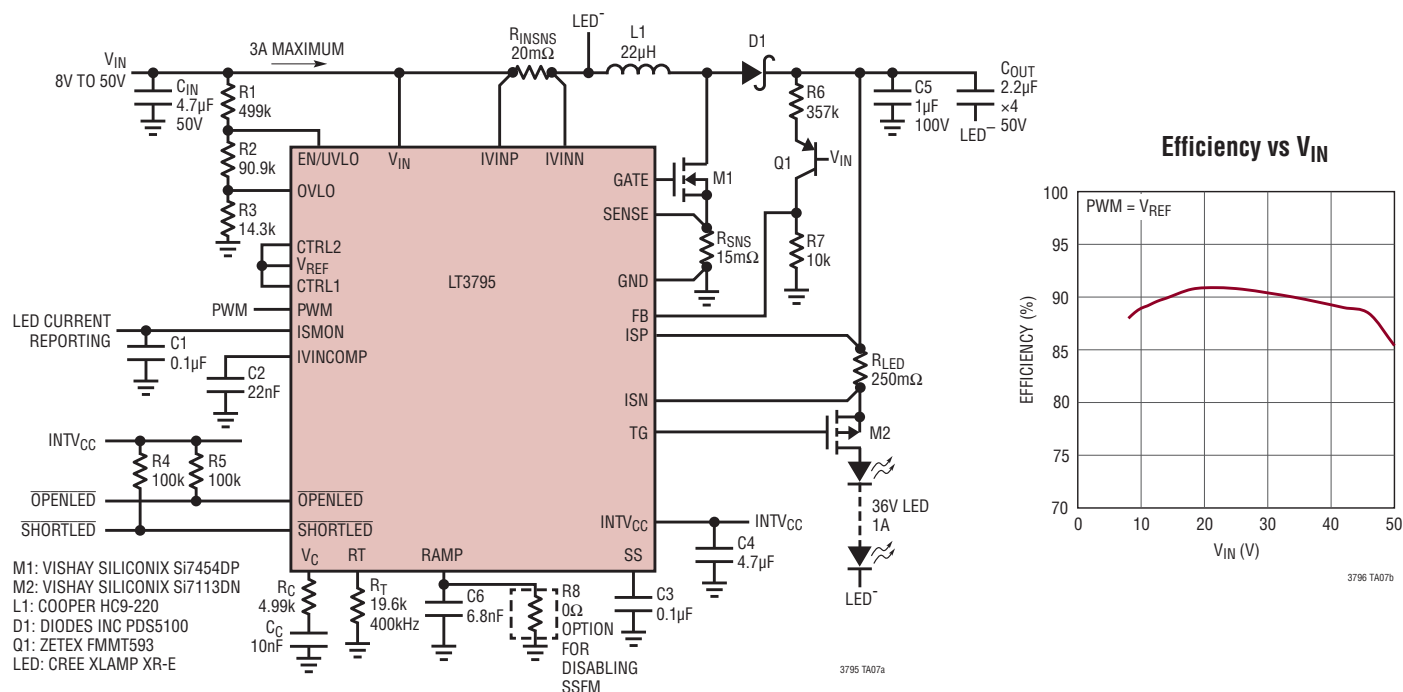 LED⁻
3A MAXIMUM
RINSNS
20mΩ
L1
22µH
D1
VIN
8V TO 50V
CIN
4.7µF
50V
R1
499k
R2
90.9k
R3
14.3k
R6
357k
Q1
VIN
C5
1µF
100V
COUT
2.2µF
×4
50V
LED⁻
EN/UVLO
VIN
IVINP
IVINN
OVLO
GATE
M1
SENSE
RSNS
15mΩ
R7
10k
CTRL2
VREF
CTRL1
LT3795
GND
PWM
PWM
FB
LED CURRENT
REPORTING
ISMON
ISP
C1
0.1µF
IVINCOMP
RLED
250mΩ
C2
22nF
ISN
TG
M2
INTVCC
R4
100k
R5
100k
36V LED
1A
OPENLED
OPENLED
SHORTLED
SHORTLED
INTVCC
INTVCC
C4
4.7µF
LED⁻
VC
RT
RAMP
SS
RC
4.99k
CC
10nF
RT
19.6k
400kHz
C6
6.8nF
R8
0Ω
OPTION
FOR
DISABLING
SSFM
C3
0.1µF
M1: VISHAY SILICONIX Si7454DP
M2: VISHAY SILICONIX Si7113DN
L1: COOPER HC9-220
D1: DIODES INC PDS5100
Q1: ZETEX FMMT593
LED: CREE XLAMP XR-E
3795 TA07a
Efficiency vs VIN
PWM = VREF
EFFICIENCY (%)
100
95
90
85
80
75
70
0
10
20
30
40
50
VIN (V)
3796 TA07b